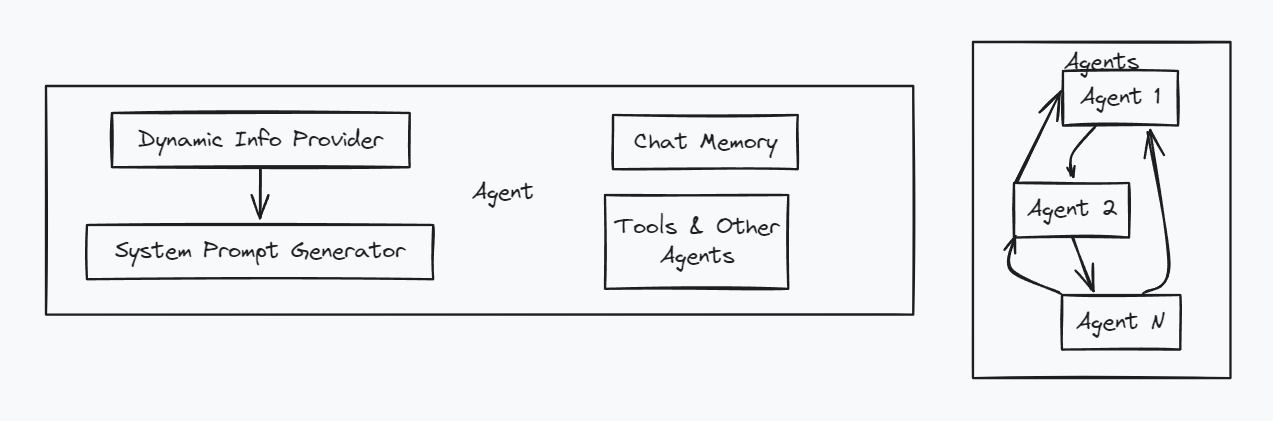 Dynamic Info Provider
System Prompt Generator
Agent
Chat Memory
Tools & Other
Agents
Agents
Agent 1
Agent 2
Agent N